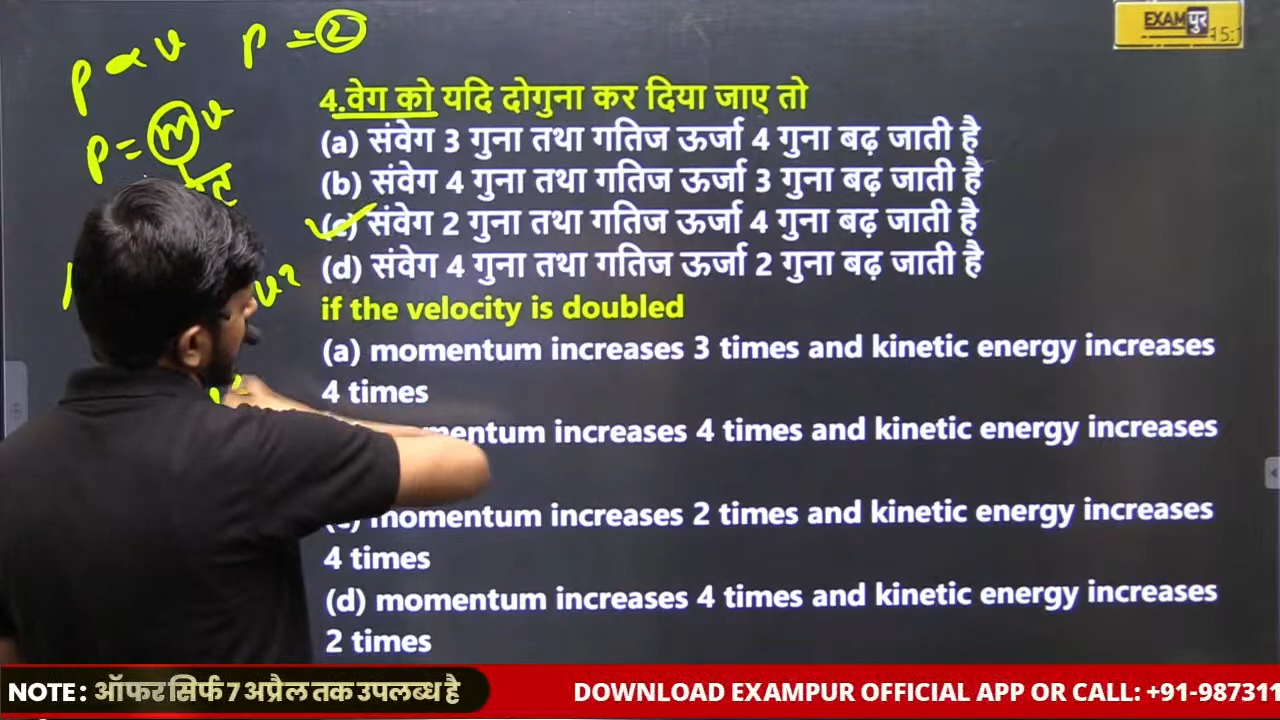 EXAMपुर
p ∝ v p = 2
p = mv
v²
4.वेग को यदि दोगुना कर दिया जाए तो
(a) संवेग 3 गुना तथा गतिज ऊर्जा 4 गुना बढ़ जाती है
(b) संवेग 4 गुना तथा गतिज ऊर्जा 3 गुना बढ़ जाती है
(c) संवेग 2 गुना तथा गतिज ऊर्जा 4 गुना बढ़ जाती है
(d) संवेग 4 गुना तथा गतिज ऊर्जा 2 गुना बढ़ जाती है
if the velocity is doubled
(a) momentum increases 3 times and kinetic energy increases
4 times
increases 4 times and kinetic energy increases
momentum increases 2 times and kinetic energy increases
4 times
(d) momentum increases 4 times and kinetic energy increases
2 times
NOTE : ऑफर सिर्फ 7 अप्रैल तक उपलब्ध है DOWNLOAD EXAMPUR OFFICIAL APP OR CALL: +91-987311